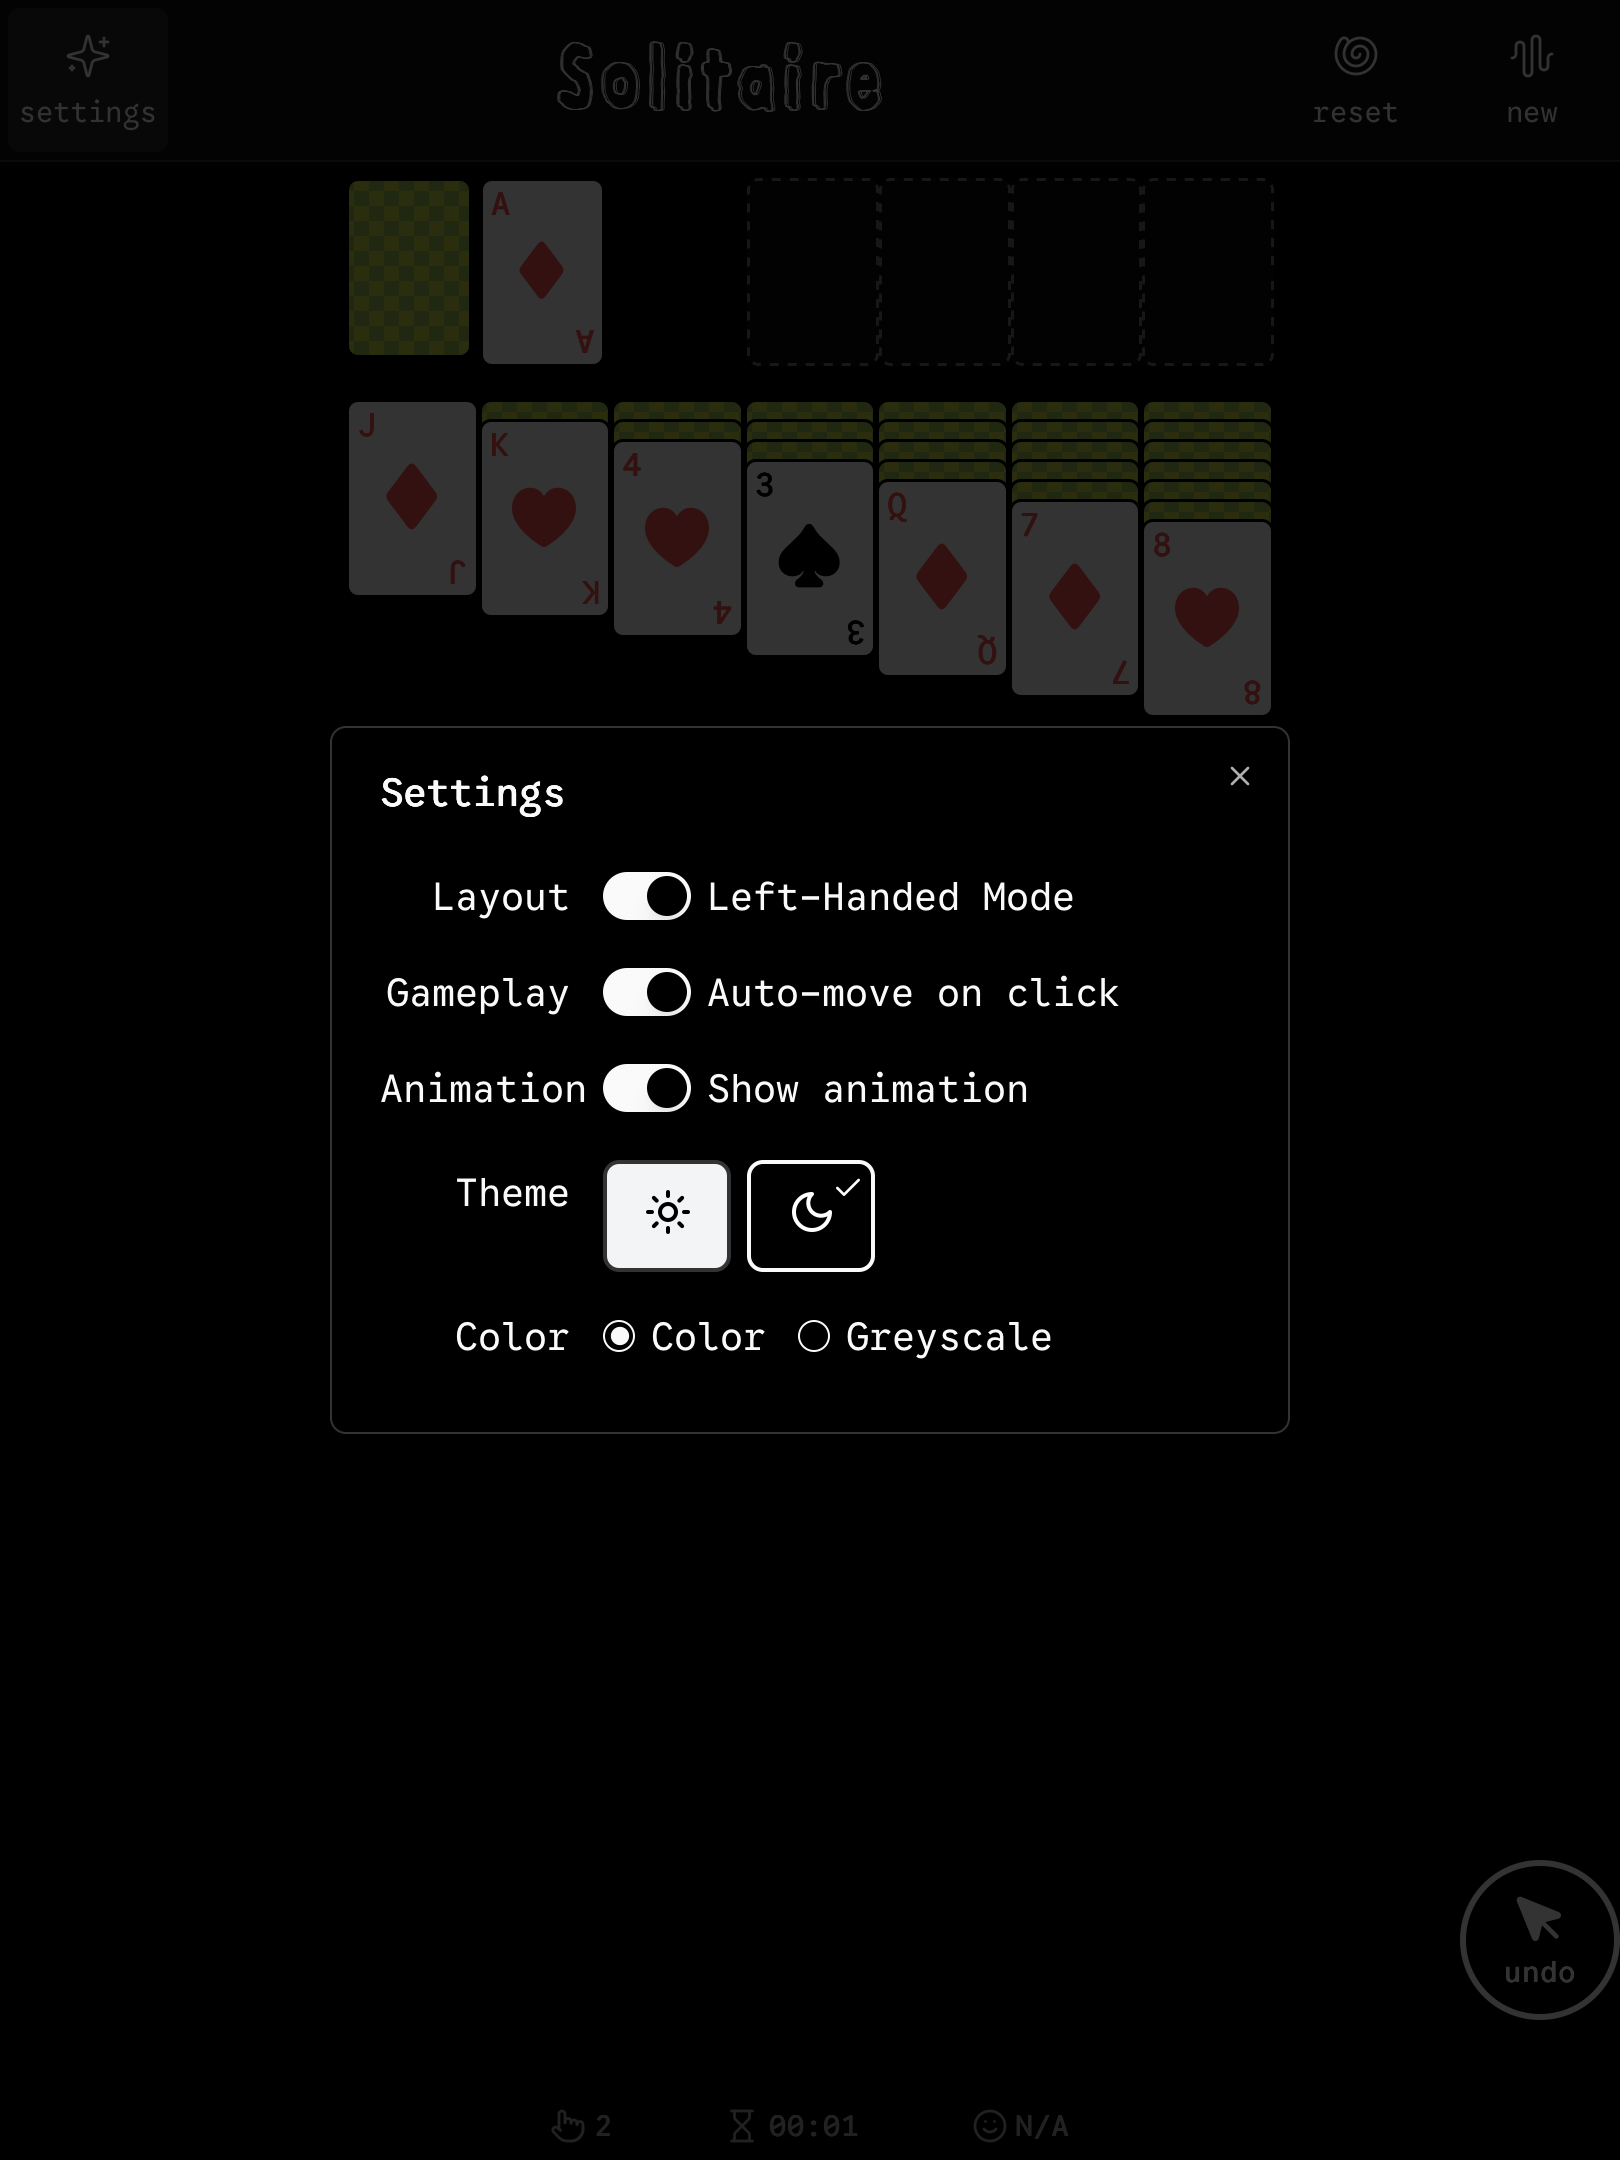 settings
Solitaire
reset
new
A
A
J
K
4
3
Q
7
8
J
K
4
3
Q
7
8
Settings
Layout Left-Handed Mode
Gameplay Auto-move on click
Animation Show animation
Theme
Color Color Greyscale
undo
2 00:01 N/A